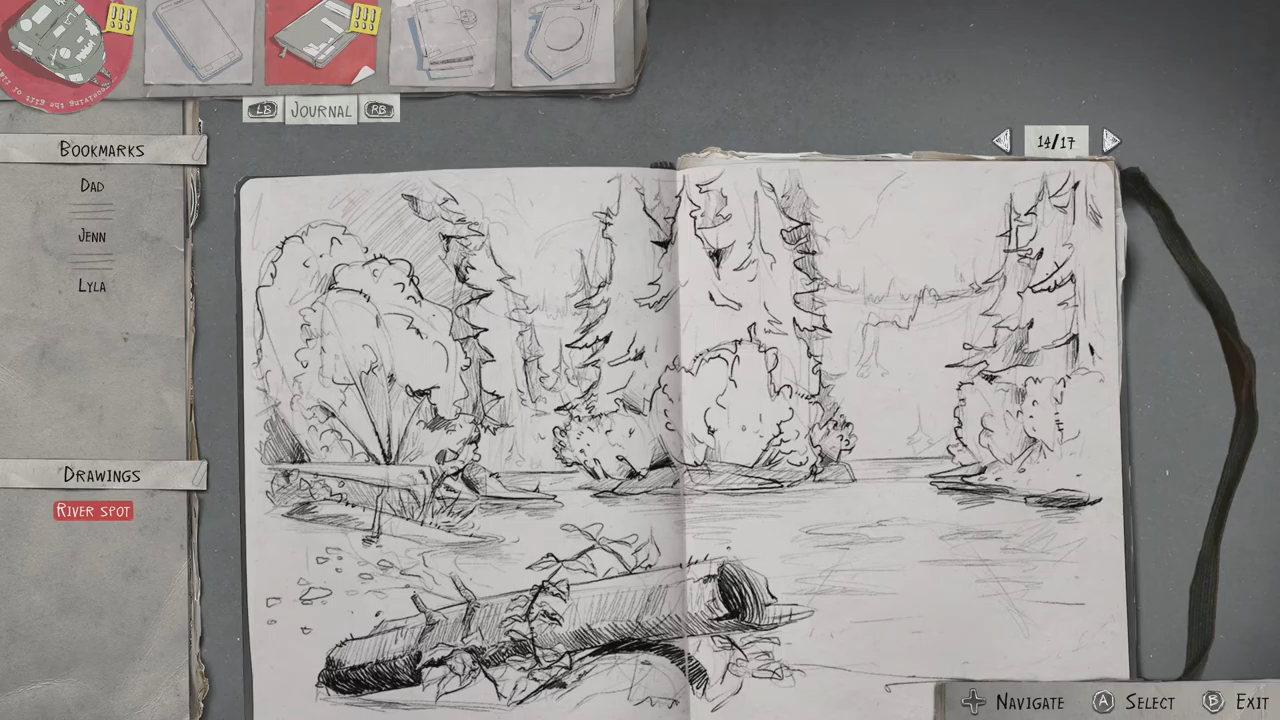 LB JOURNAL RB
14/17
BOOKMARKS
DAD
JENN
LYLA
DRAWINGS
RIVER SPOT
NAVIGATE A SELECT B EXIT